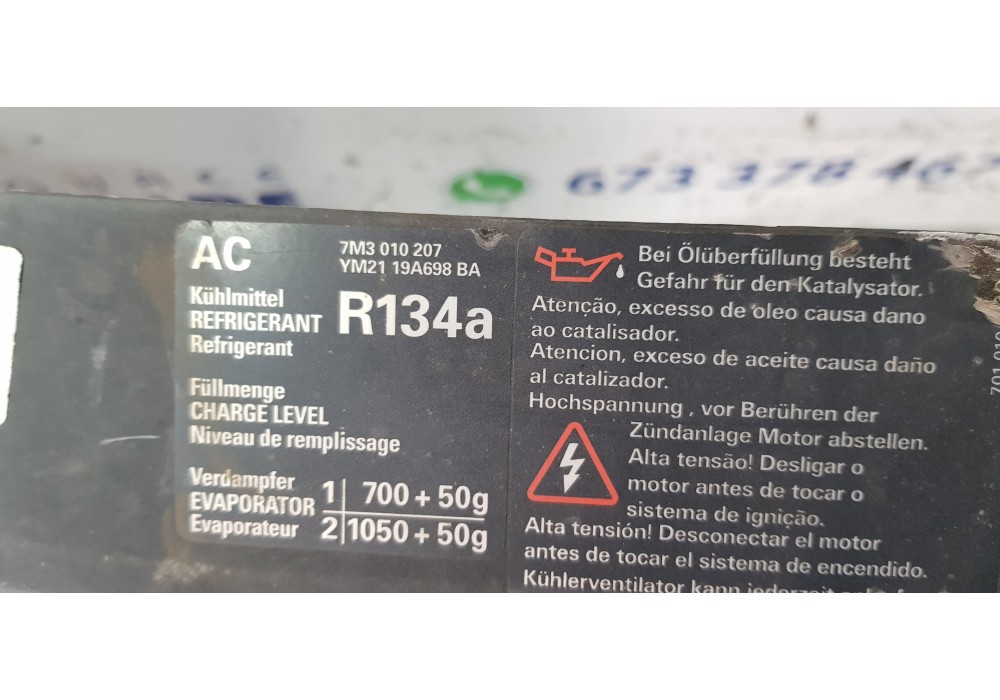 673 378 467
AC
7M3 010 207
YM21 19A698 BA
Kühlmittel
REFRIGERANT R134a
Refrigerant
Füllmenge
CHARGE LEVEL
Niveau de remplissage
Verdampfer
EVAPORATOR 1 700 + 50g
Evaporateur 2 1050 + 50g
Bei Ölüberfüllung besteht
Gefahr für den Katalysator.
Atenção, excesso de oleo causa dano
ao catalisador.
Atencion, exceso de aceite causa daño
al catalizador.
Hochspannung , vor Berühren der
Zündanlage Motor abstellen.
Alta tensão! Desligar o
motor antes de tocar o
sistema de ignição.
Alta tensión! Desconectar el motor
antes de tocar el sistema de encendido.
Kühlerventilator kann jederzeit